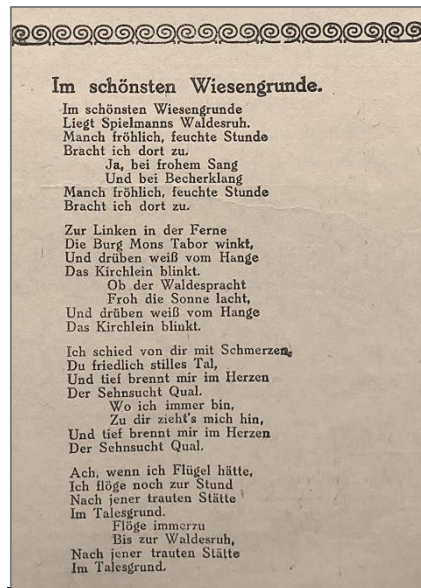 Im schönsten Wiesengrunde.
Im schönsten Wiesengrunde
Liegt Spielmanns Waldesruh.
Manch fröhlich, feuchte Stunde
Bracht ich dort zu.
Ja, bei frohem Sang
Und bei Becherklang
Manch fröhlich, feuchte Stunde
Bracht ich dort zu.
Zur Linken in der Ferne
Die Burg Mons Tabor winkt,
Und drüben weiß vom Hange
Das Kirchlein blinkt.
Ob der Waldespracht
Froh die Sonne lacht,
Und drüben weiß vom Hange
Das Kirchlein blinkt.
Ich schied von dir mit Schmerzen,
Du friedlich stilles Tal,
Und tief brennt mir im Herzen
Der Sehnsucht Qual.
Wo ich immer bin,
Zu dir zieht's mich hin,
Und tief brennt mir im Herzen
Der Sehnsucht Qual.
Ach, wenn ich Flügel hätte,
Ich flöge noch zur Stund
Nach jener trauten Stätte
Im Talesgrund.
Flöge immerzu
Bis zur Waldesruh,
Nach jener trauten Stätte
Im Talesgrund.